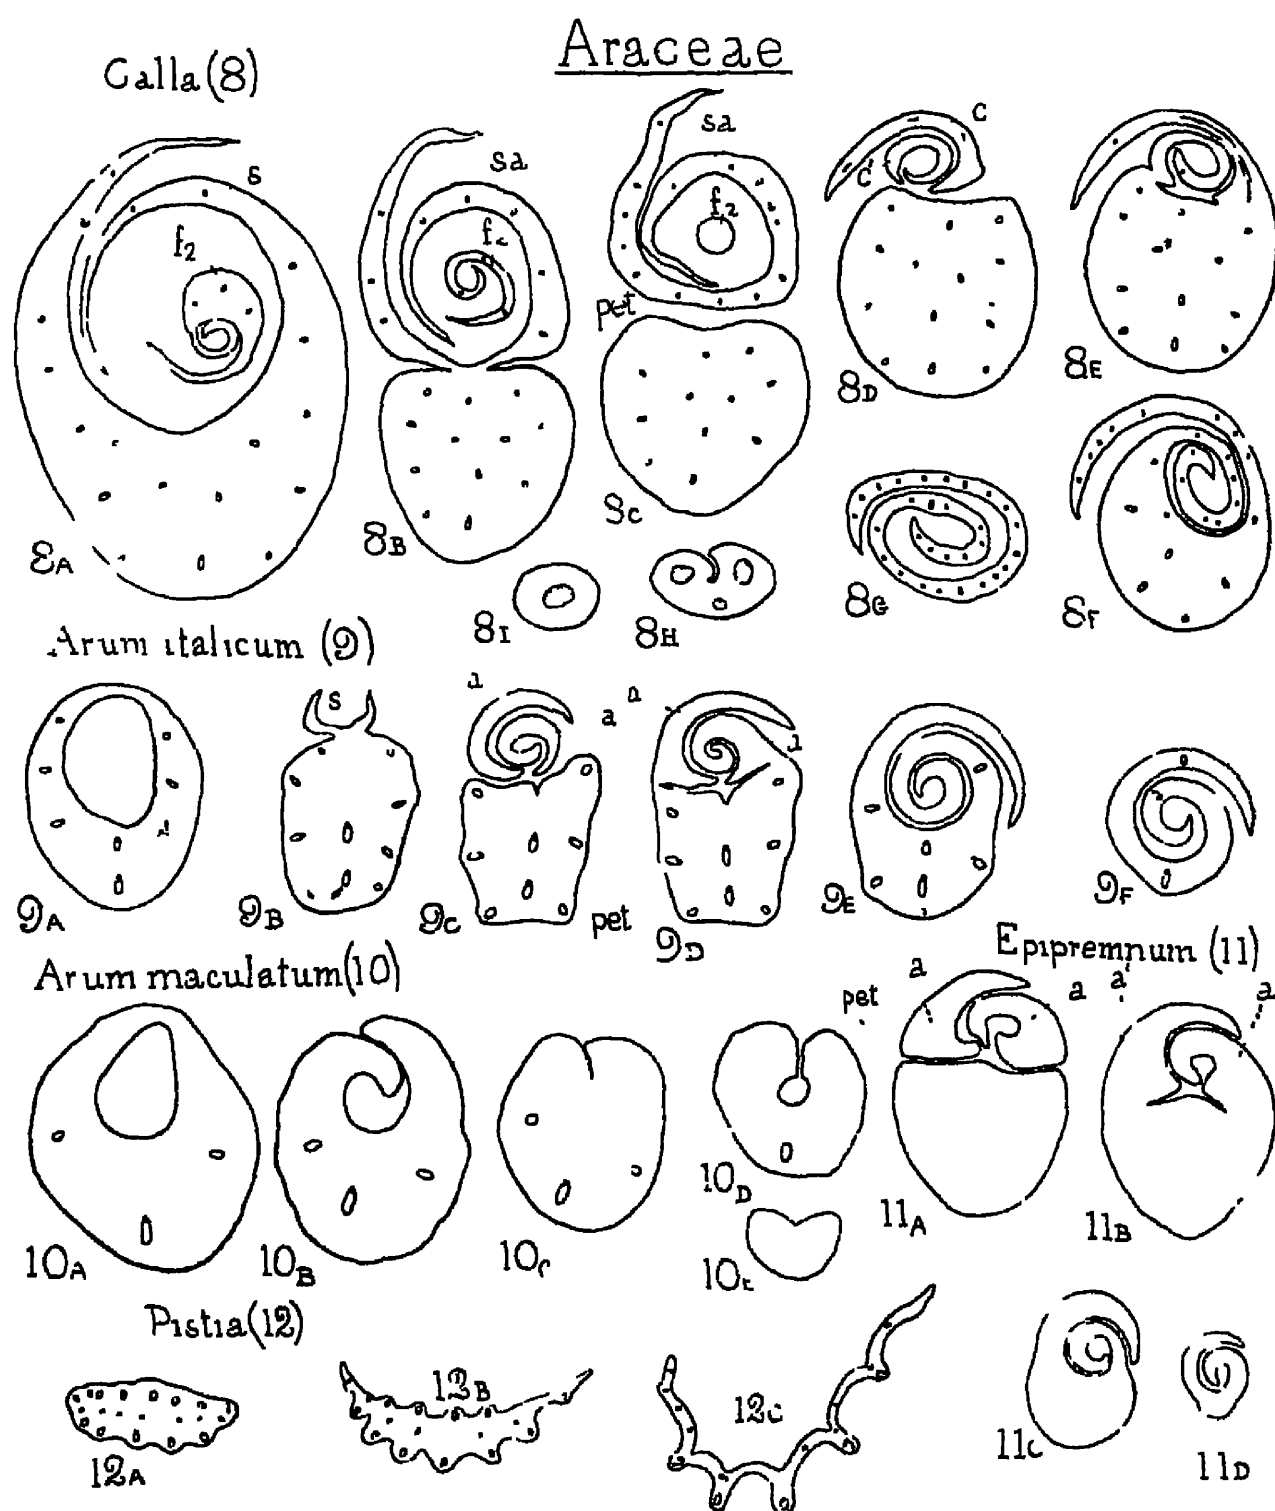 Araceae
Calla (8)
s
sa
sa
c
f2
f2
c'
pet
8A
8B
8C
8D
8E
8I
8H
8G
8F
Arum italicum (9)
s
a
a
9A
9B
9C
pet
9D
9E
9F
Arum maculatum (10)
Epipremnum (11)
pet
a
a
a'
a
10A
10B
10C
10D
10E
11A
11B
Pistia (12)
12A
12B
12C
11C
11D